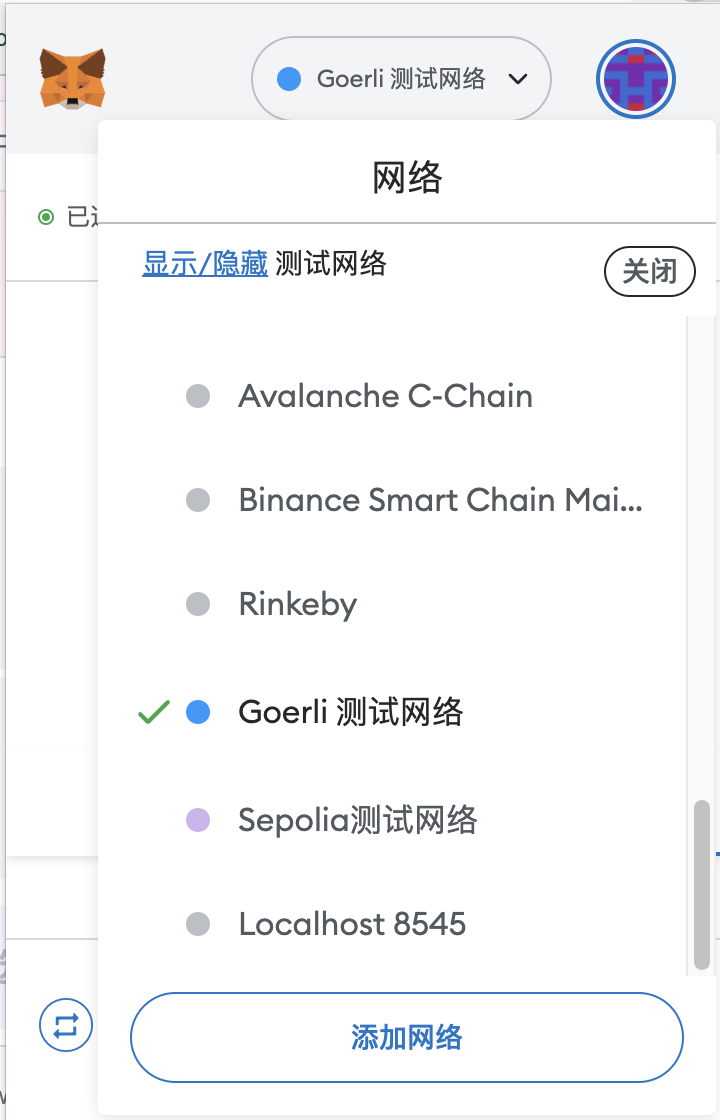 Goerli 测试网络
网络
已
显示/隐藏 测试网络
关闭
Avalanche C-Chain
Binance Smart Chain Mai...
Rinkeby
Goerli 测试网络
Sepolia测试网络
Localhost 8545
添加网络